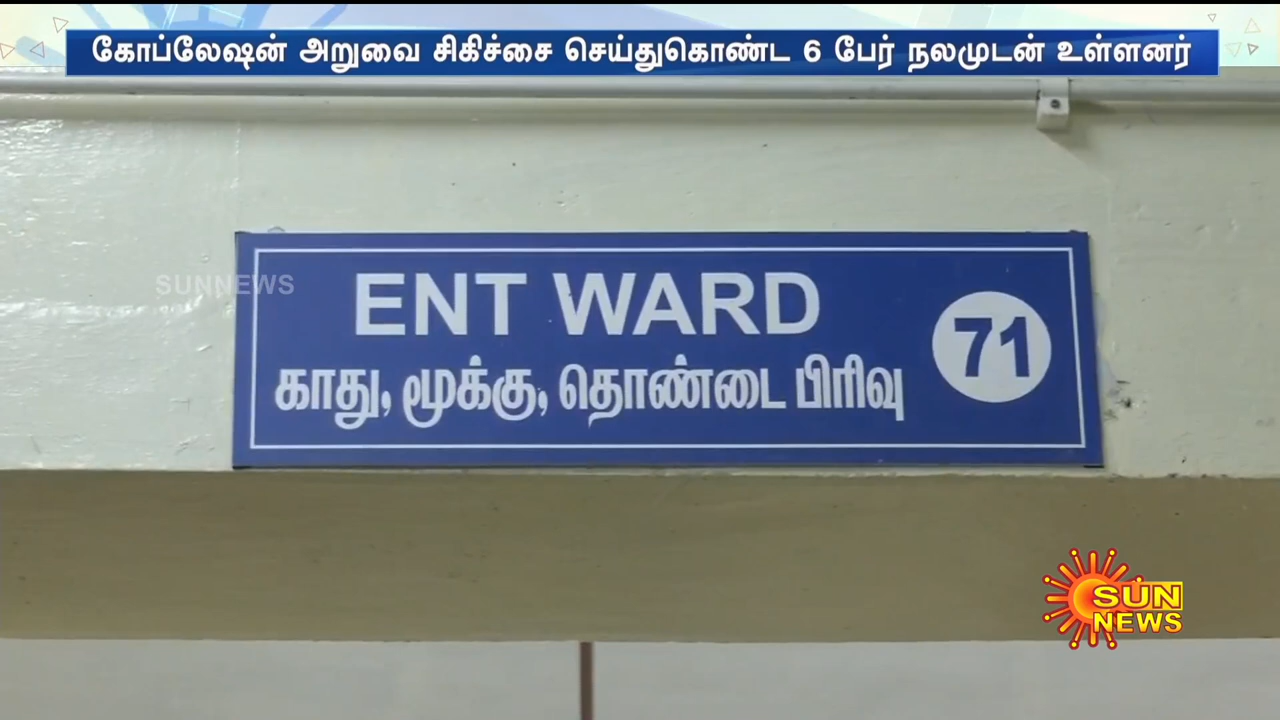 கோப்லேஷன் அறுவை சிகிச்சை செய்துகொண்ட 6 பேர் நலமுடன் உள்ளனர்
SUNNEWS
ENT WARD
காது, மூக்கு, தொண்டை பிரிவு
71
SUN
NEWS